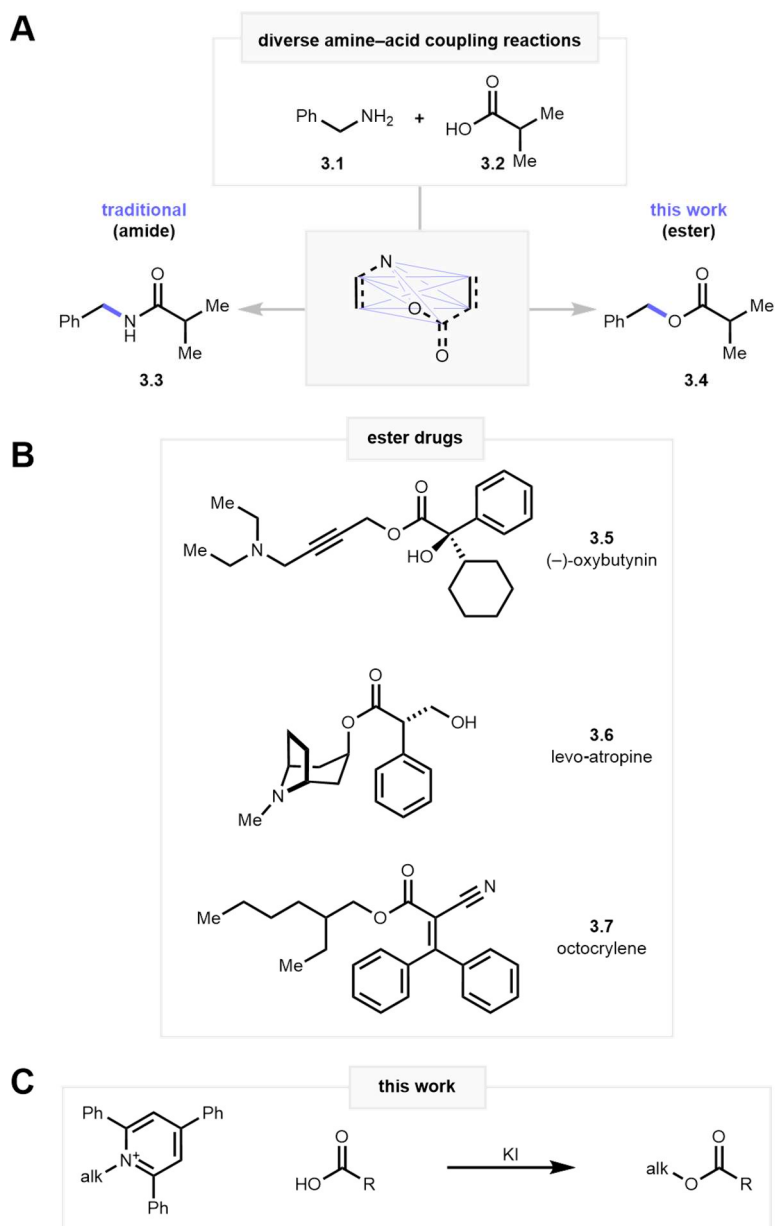 A
diverse amine–acid coupling reactions
Ph NH2 + HO O Me Me
3.1 3.2
traditional
(amide)
this work
(ester)
Ph N H O Me Me
3.3
N O O
Ph O O Me Me
3.4
B
ester drugs
Me Me N O O HO
3.5
(–)-oxybutynin
O O OH N Me
3.6
levo-atropine
Me Me O O N
3.7
octocrylene
C
this work
Ph Ph N+ alk Ph
O HO R
KI
alk O O R